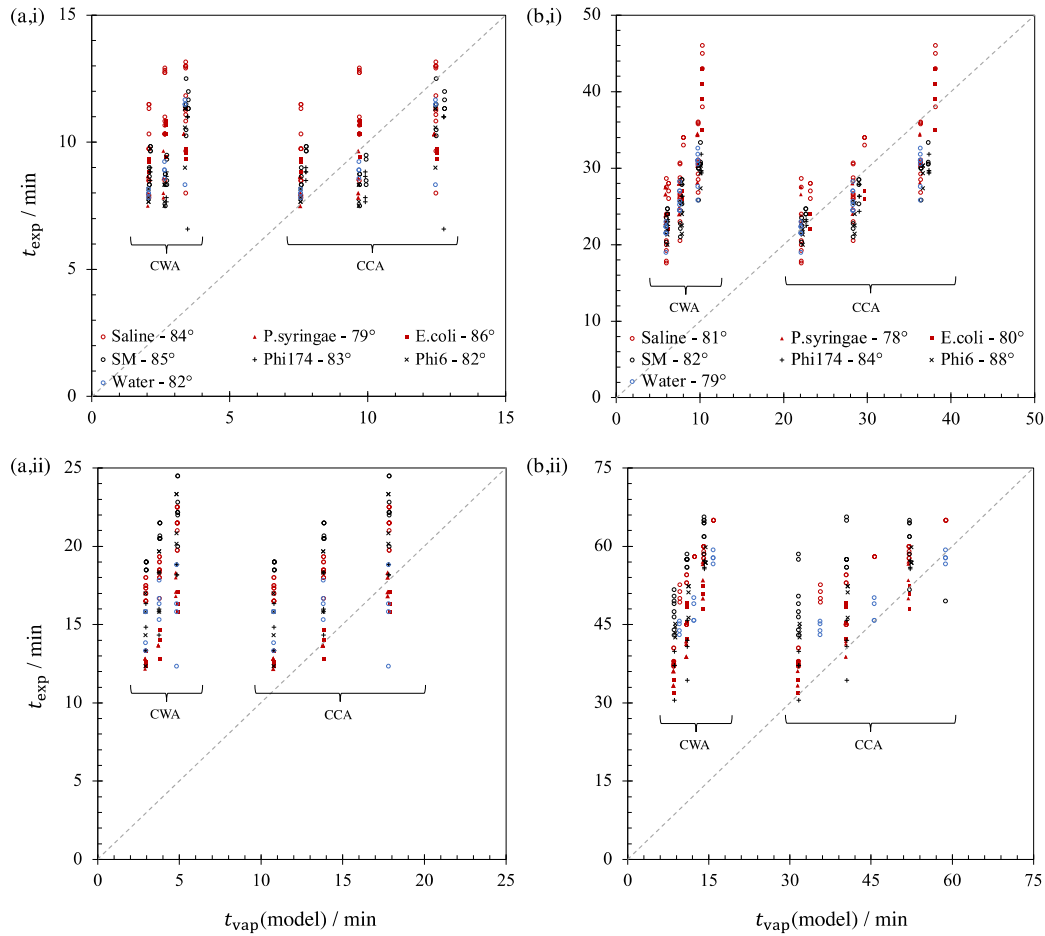 (a,i)
15
10
5
0
0 5 10 15
t_exp / min
CWA
CCA
Saline - 84° P.syringae - 79° E.coli - 86°
SM - 85° Phi174 - 83° Phi6 - 82°
Water - 82°
(b,i)
50
40
30
20
10
0
0 10 20 30 40 50
CWA
CCA
Saline - 81° P.syringae - 78° E.coli - 80°
SM - 82° Phi174 - 84° Phi6 - 88°
Water - 79°
(a,ii)
25
20
15
10
5
0
0 5 10 15 20 25
t_exp / min
CWA
CCA
t_vap(model) / min
(b,ii)
75
60
45
30
15
0
0 15 30 45 60 75
CWA
CCA
t_vap(model) / min